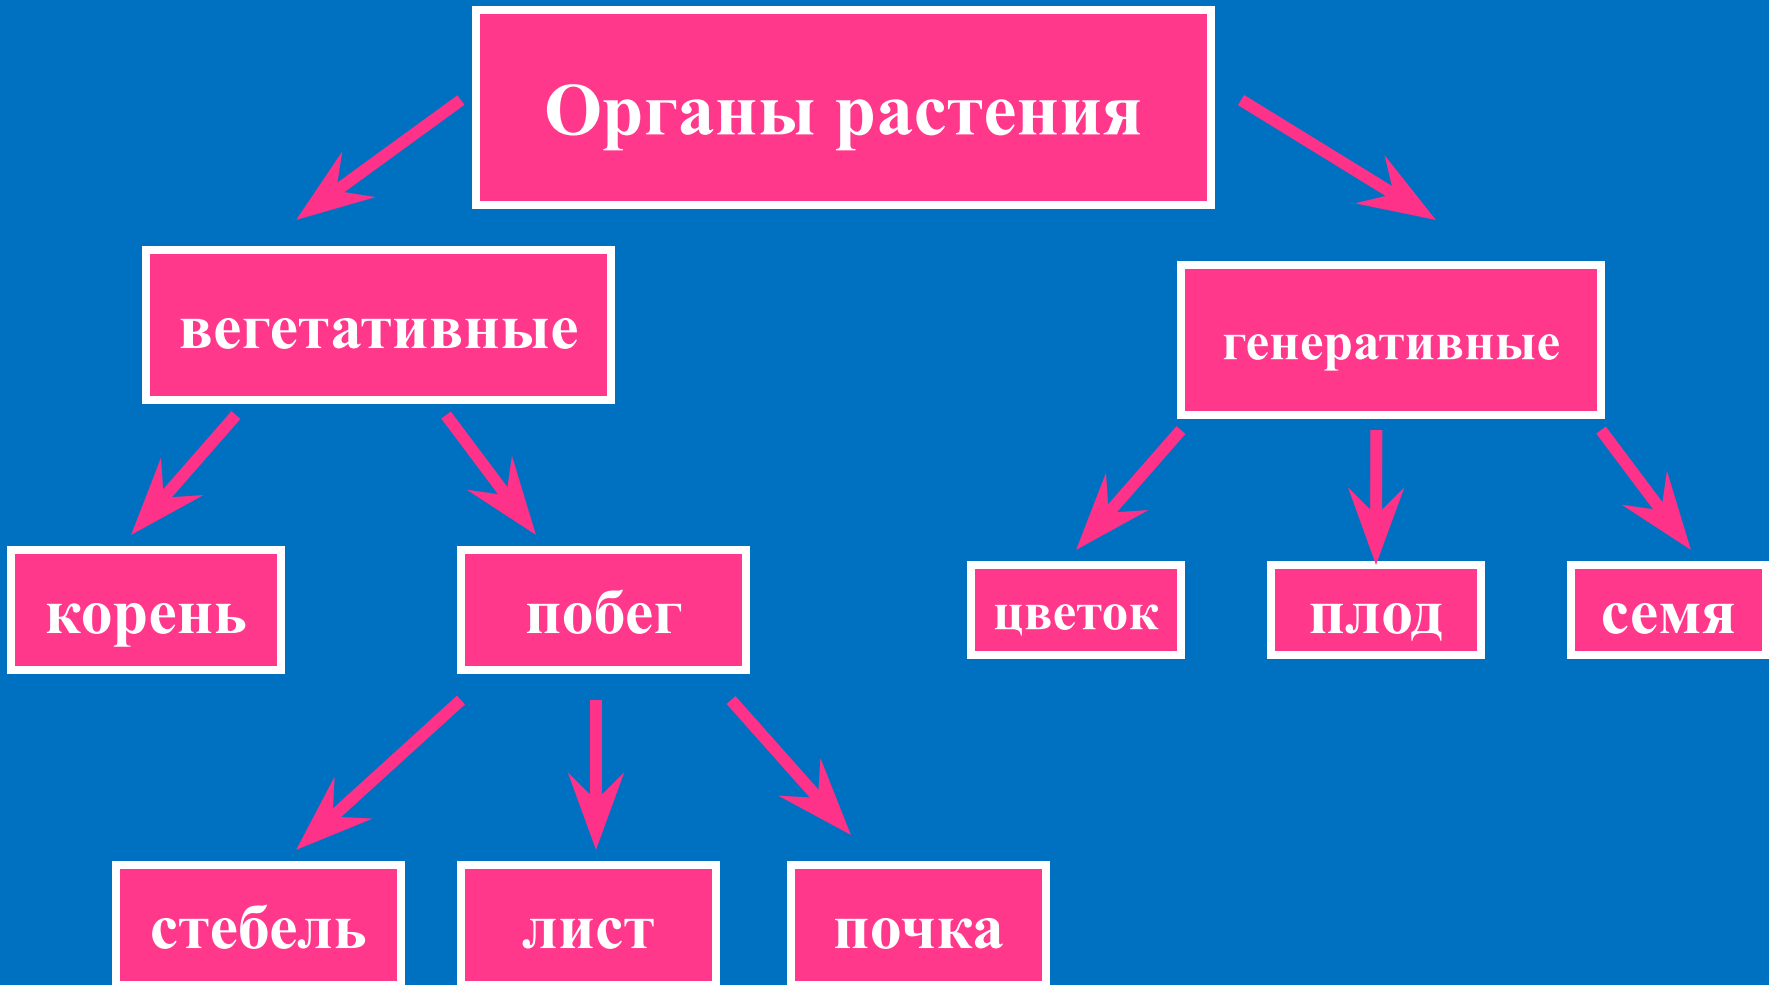 Органы растения
вегетативные
генеративные
корень
побег
цветок
плод
семя
стебель
лист
почка